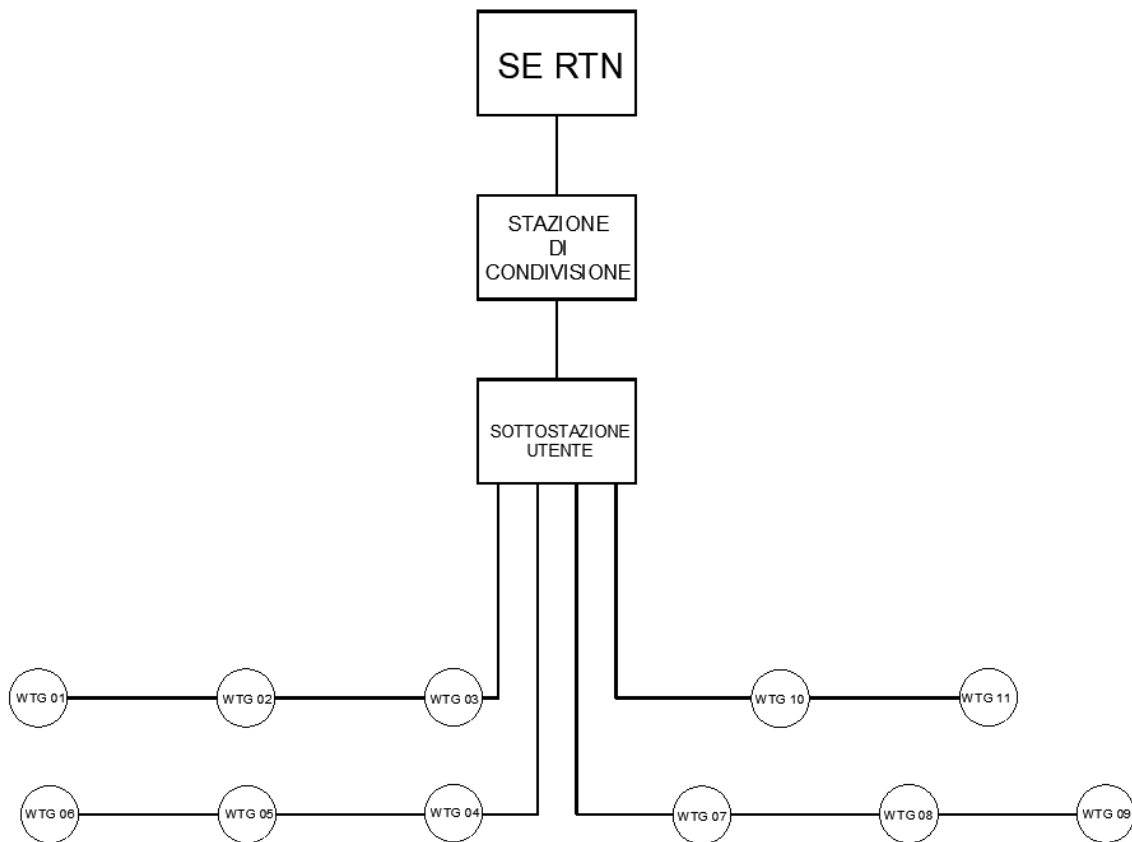 SE RTN
STAZIONE
DI
CONDIVISIONE
SOTTOSTAZIONE
UTENTE
WTG 01
WTG 02
WTG 03
WTG 10
WTG 11
WTG 06
WTG 05
WTG 04
WTG 07
WTG 08
WTG 09